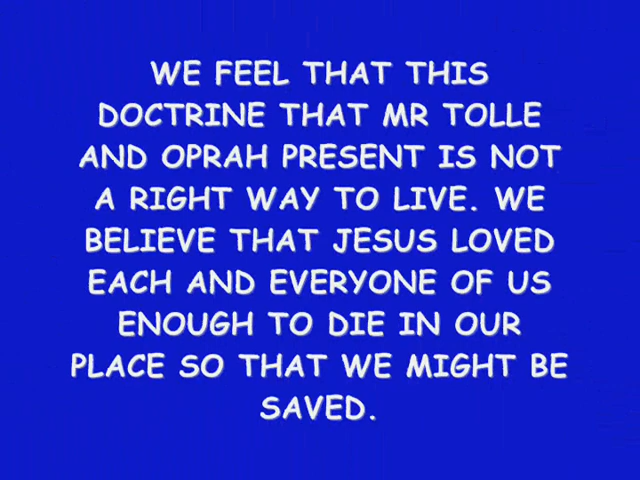 WE FEEL THAT THIS
DOCTRINE THAT MR TOLLE
AND OPRAH PRESENT IS NOT
A RIGHT WAY TO LIVE. WE
BELIEVE THAT JESUS LOVED
EACH AND EVERYONE OF US
ENOUGH TO DIE IN OUR
PLACE SO THAT WE MIGHT BE
SAVED.